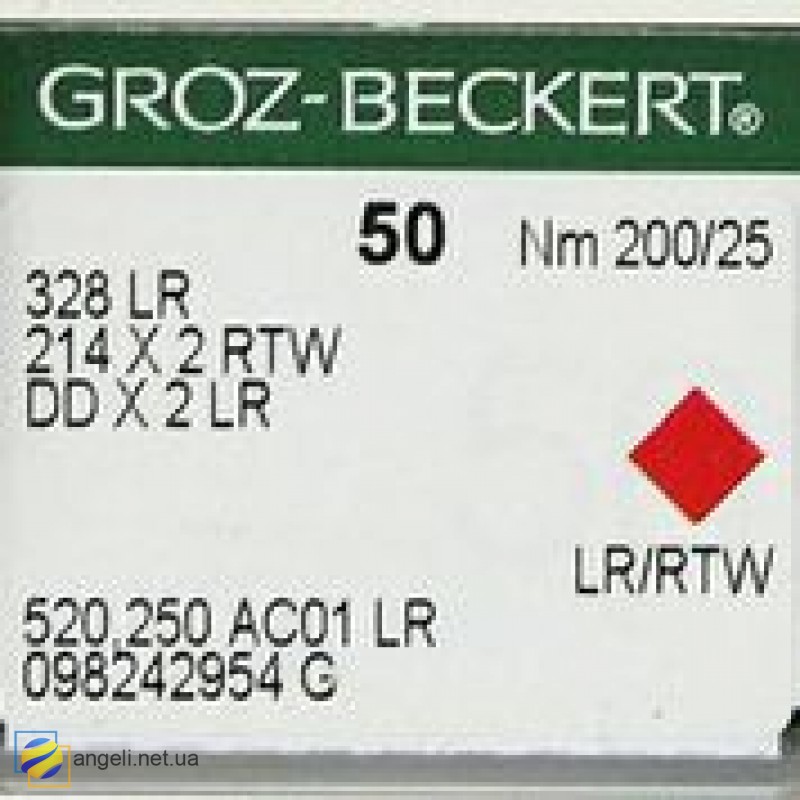 GROZ-BECKERT®
50 Nm 200/25
328 LR
214 X 2 RTW
DD X 2 LR
LR/RTW
520,250 AC01 LR
098242954 G
angeli.net.ua